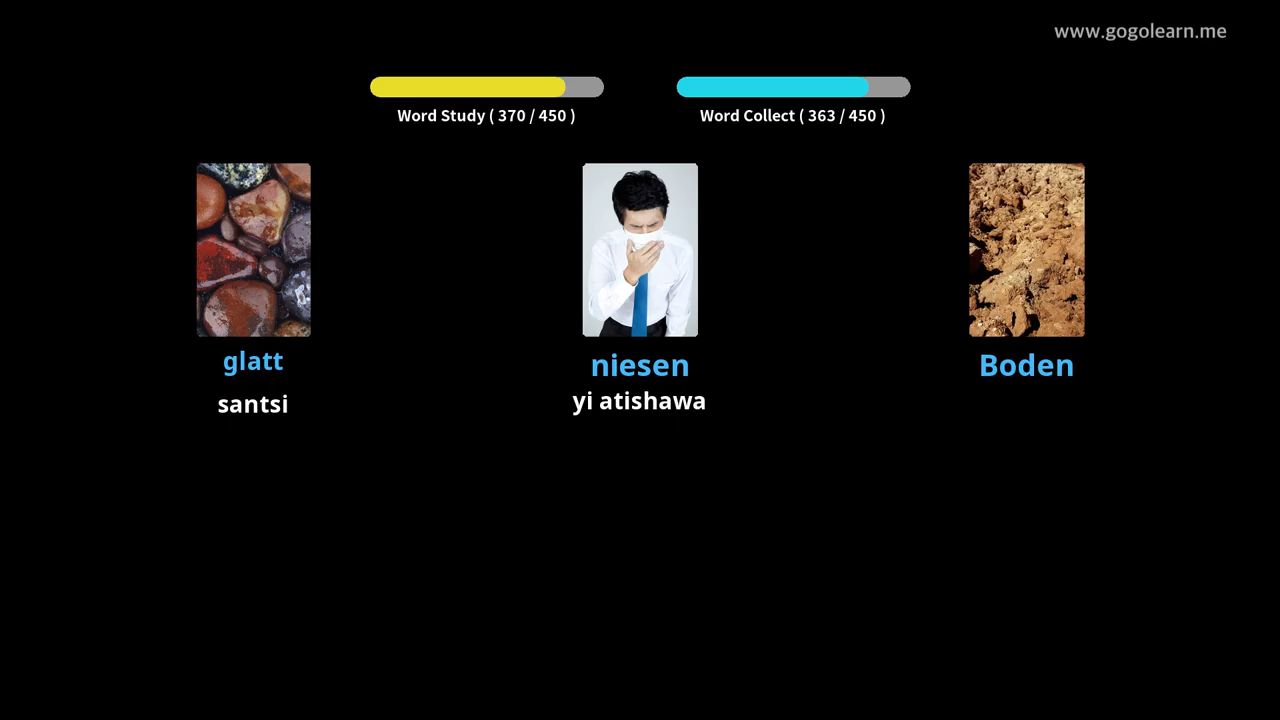 www.gogolearn.me
Word Study ( 370 / 450 )
Word Collect ( 363 / 450 )
glatt
santsi
niesen
yi atishawa
Boden